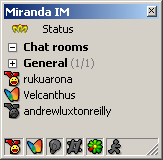 Miranda IM
Status
Chat rooms
General (1/1)
rukuarona
Velcanthus
andrewluxtonreilly